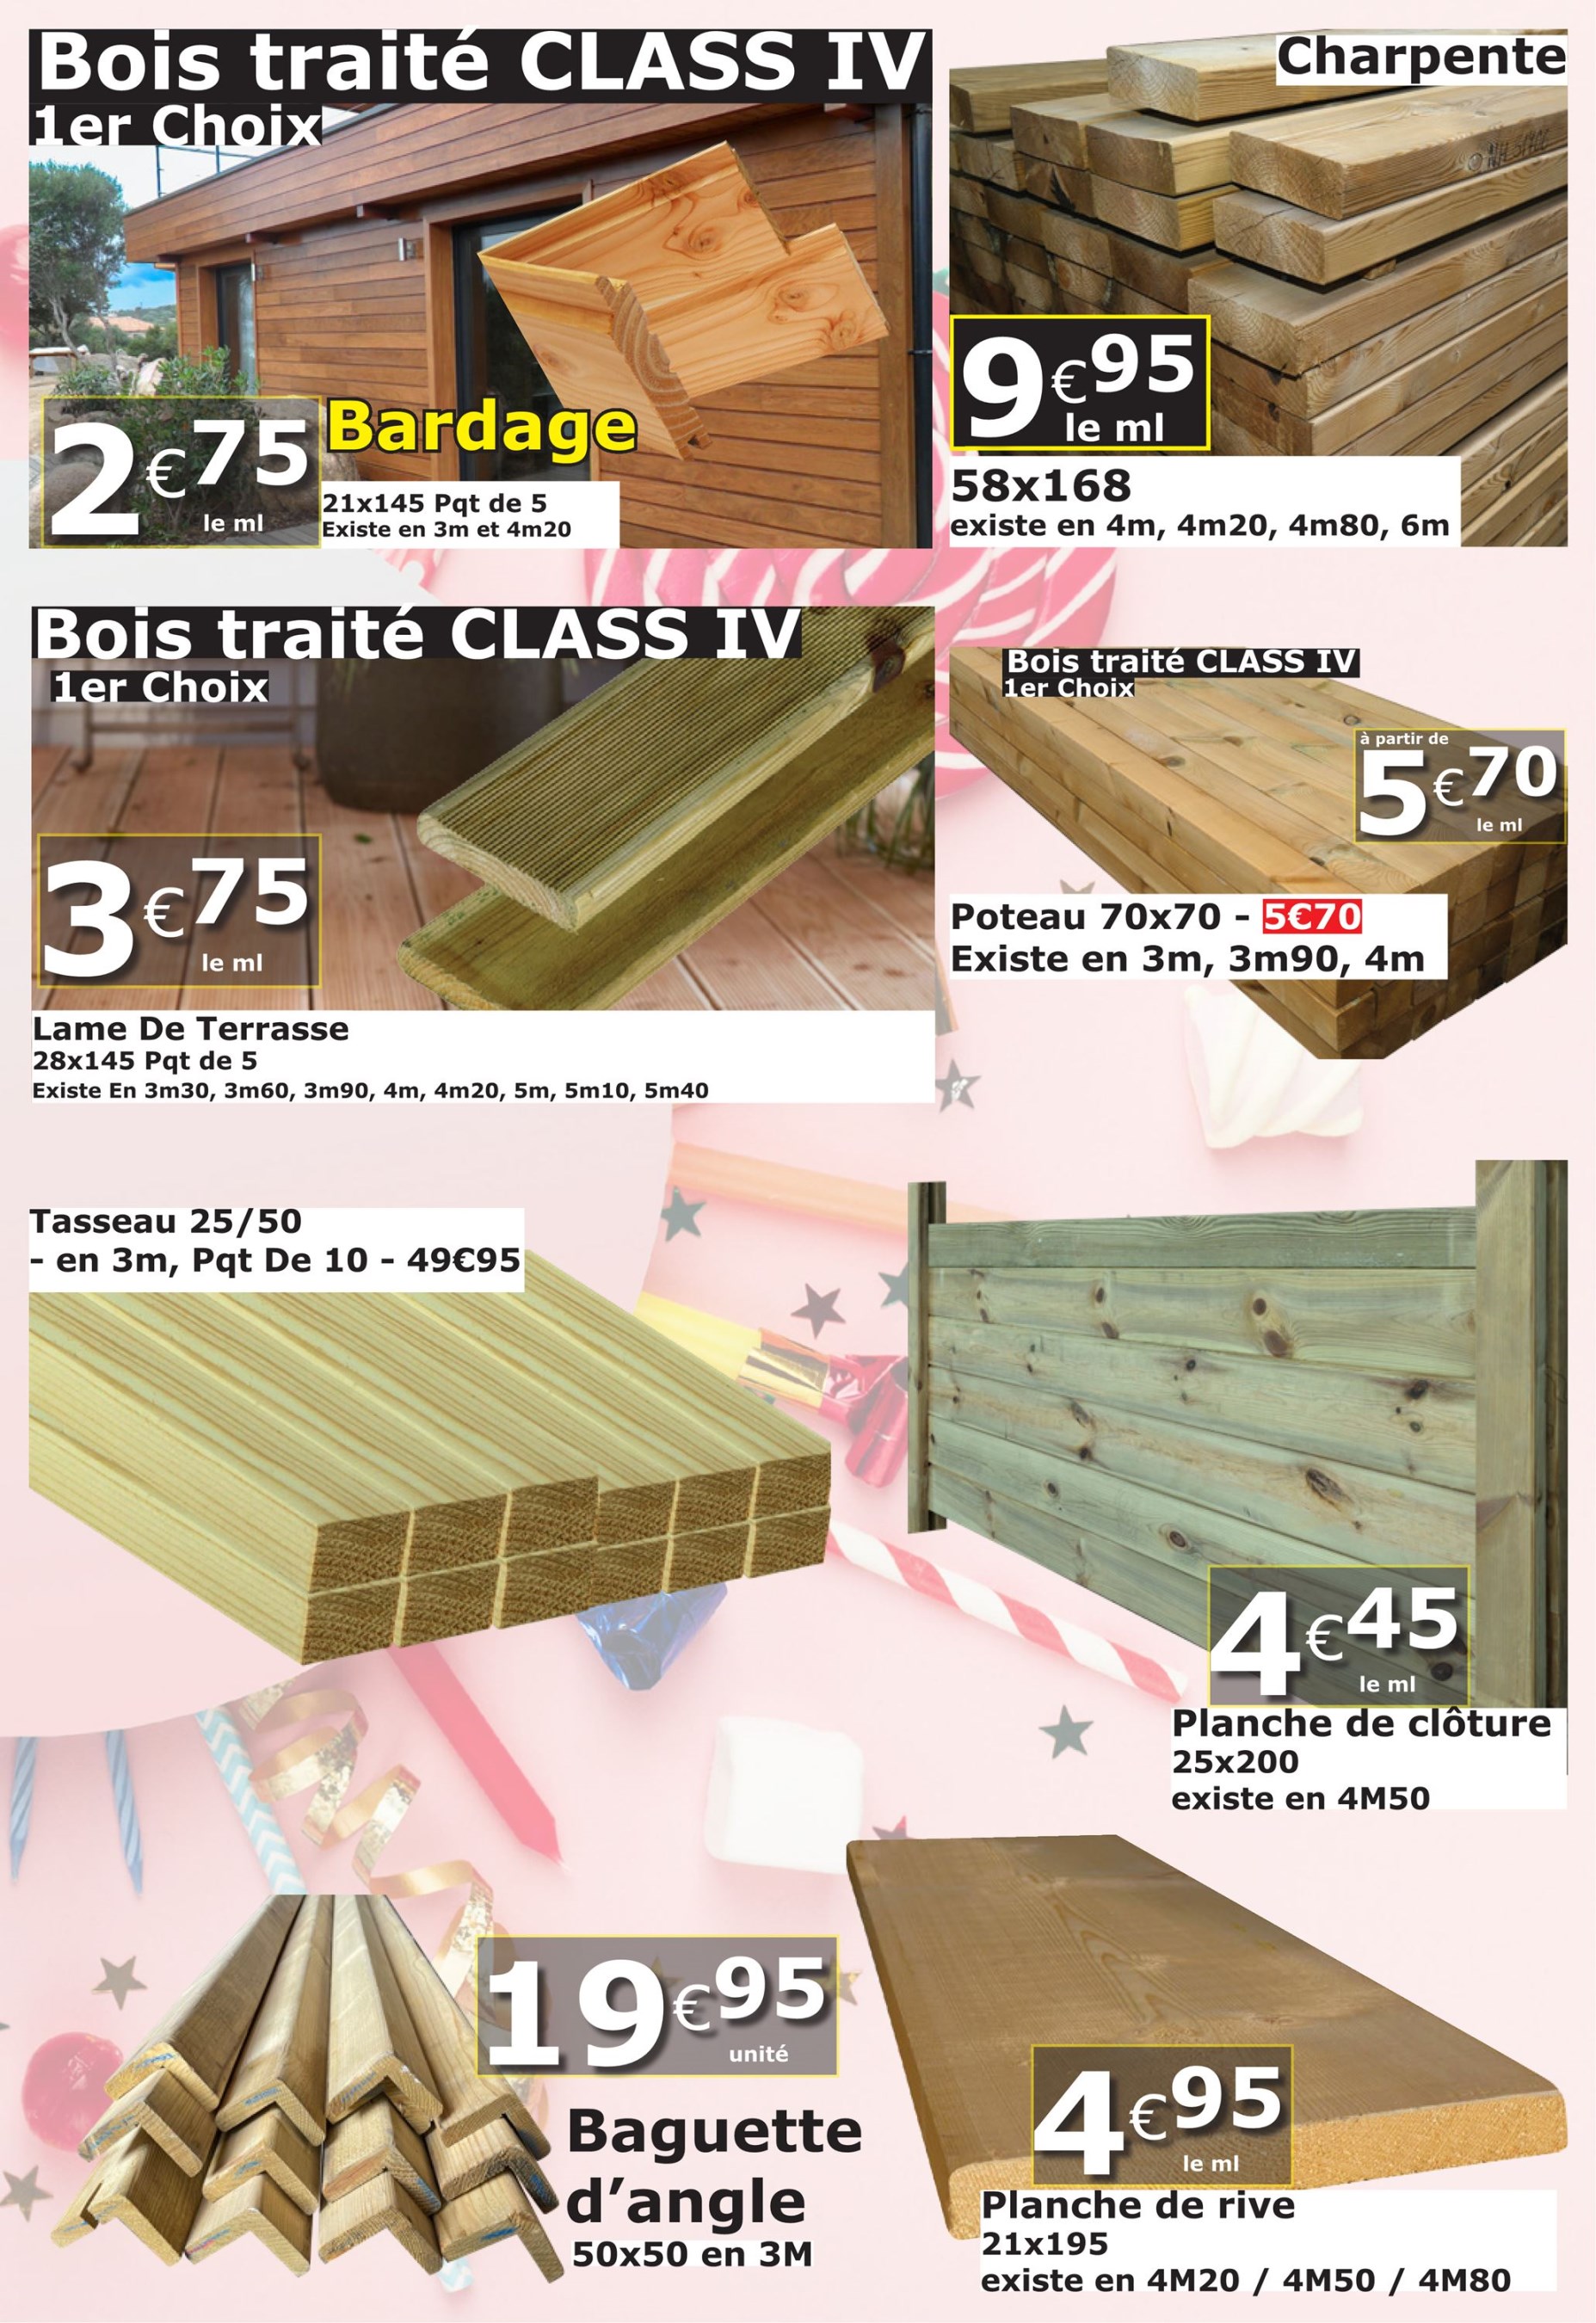 Bois traité CLASS IV
1er Choix
Bardage
2€75
le ml
21x145 Pqt de 5
Existe en 3m et 4m20
Charpente
9€95
le ml
58x168
existe en 4m, 4m20, 4m80, 6m
Bois traité CLASS IV
1er Choix
3€75
le ml
Lame De Terrasse
28x145 Pqt de 5
Existe En 3m30, 3m60, 3m90, 4m, 4m20, 5m, 5m10, 5m40
Bois traité CLASS IV
1er Choix
à partir de
5€70
le ml
Poteau 70x70 - 5€70
Existe en 3m, 3m90, 4m
Tasseau 25/50
- en 3m, Pqt De 10 - 49€95
4€45
le ml
Planche de clôture
25x200
existe en 4M50
19€95
unité
Baguette
d’angle
50x50 en 3M
4€95
le ml
Planche de rive
21x195
existe en 4M20 / 4M50 / 4M80